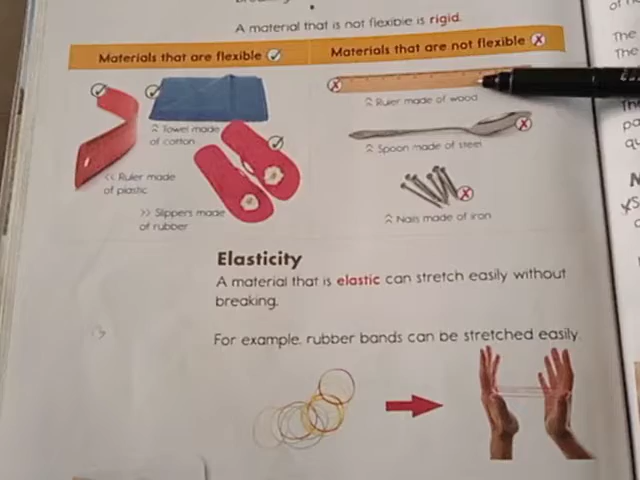 A material that is not flexible is rigid.
Materials that are flexible
Materials that are not flexible
Towel made
of cotton
<< Ruler made
of plastic
>> Slippers made
of rubber
Ruler made of wood
Spoon made of steel
Nails made of iron
Elasticity
A material that is elastic can stretch easily without
breaking.
For example, rubber bands can be stretched easily.
The
The
pa